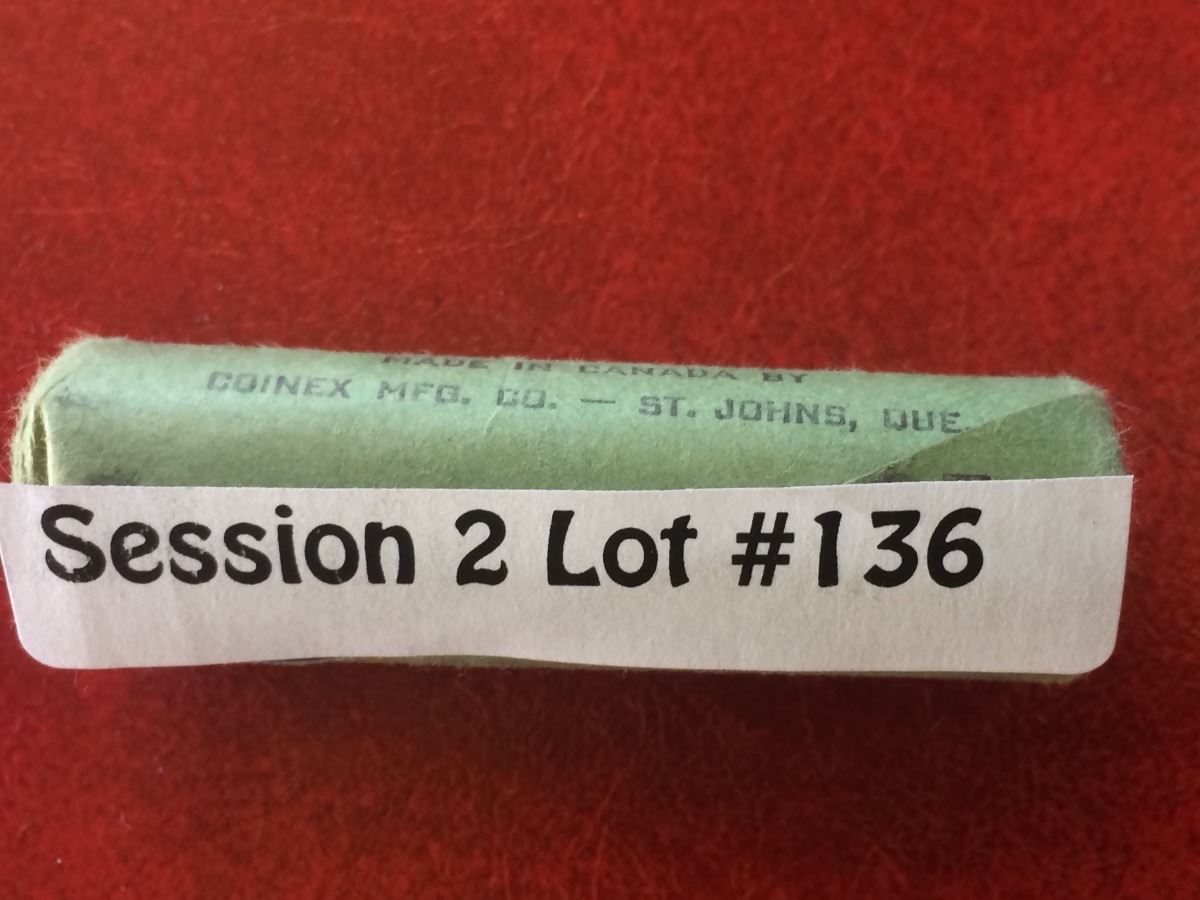 MADE IN CANADA BY
COINEX MFG. CO. — ST. JOHNS, QUE.
Session 2 Lot #136